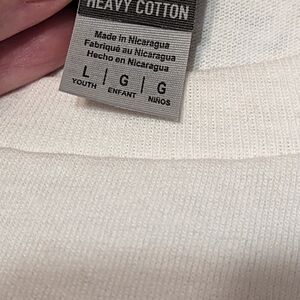 HEAVY COTTON
Made in Nicaragua
Fabriqué au Nicaragua
Hecho en Nicaragua
L | G | G
YOUTH ENFANT NIÑOS